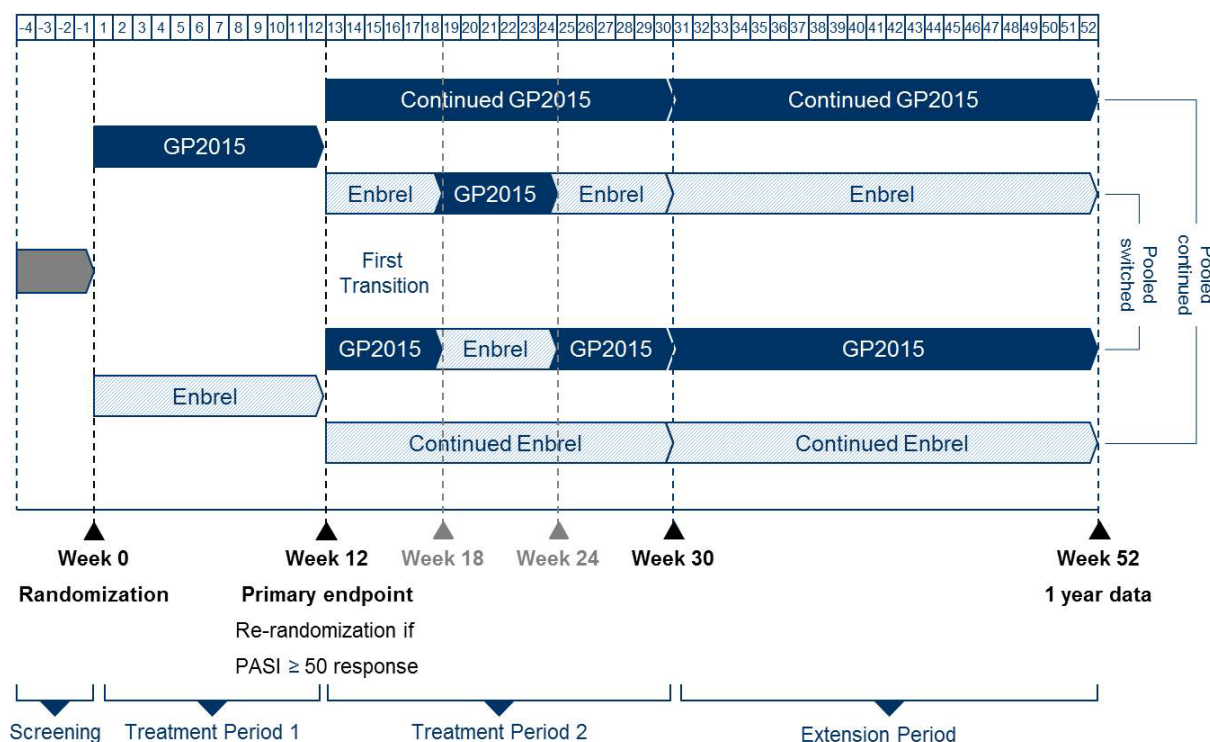 -4 -3 -2 -1 1 2 3 4 5 6 7 8 9 10 11 12 13 14 15 16 17 18 19 20 21 22 23 24 25 26 27 28 29 30 31 32 33 34 35 36 37 38 39 40 41 42 43 44 45 46 47 48 49 50 51 52
Continued GP2015 Continued GP2015
GP2015
Enbrel GP2015 Enbrel Enbrel
First
Transition
Pooled
switched
Pooled
continued
GP2015 Enbrel GP2015 GP2015
Enbrel
Continued Enbrel Continued Enbrel
Week 0 Week 12 Week 18 Week 24 Week 30 Week 52
Randomization Primary endpoint 1 year data
Re-randomization if
PASI ≥ 50 response
Screening Treatment Period 1 Treatment Period 2 Extension Period